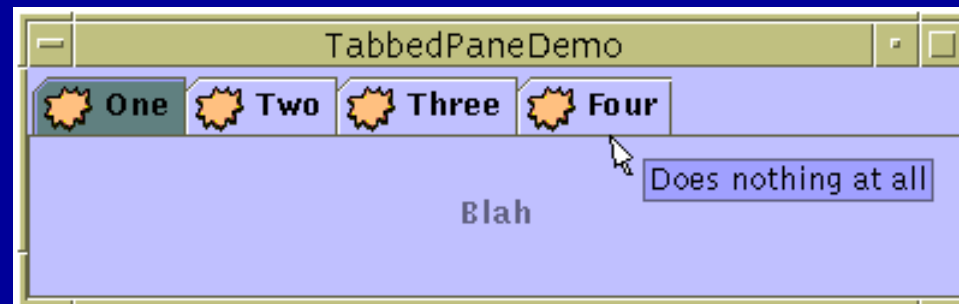 TabbedPaneDemo
One Two Three Four
Does nothing at all
Blah